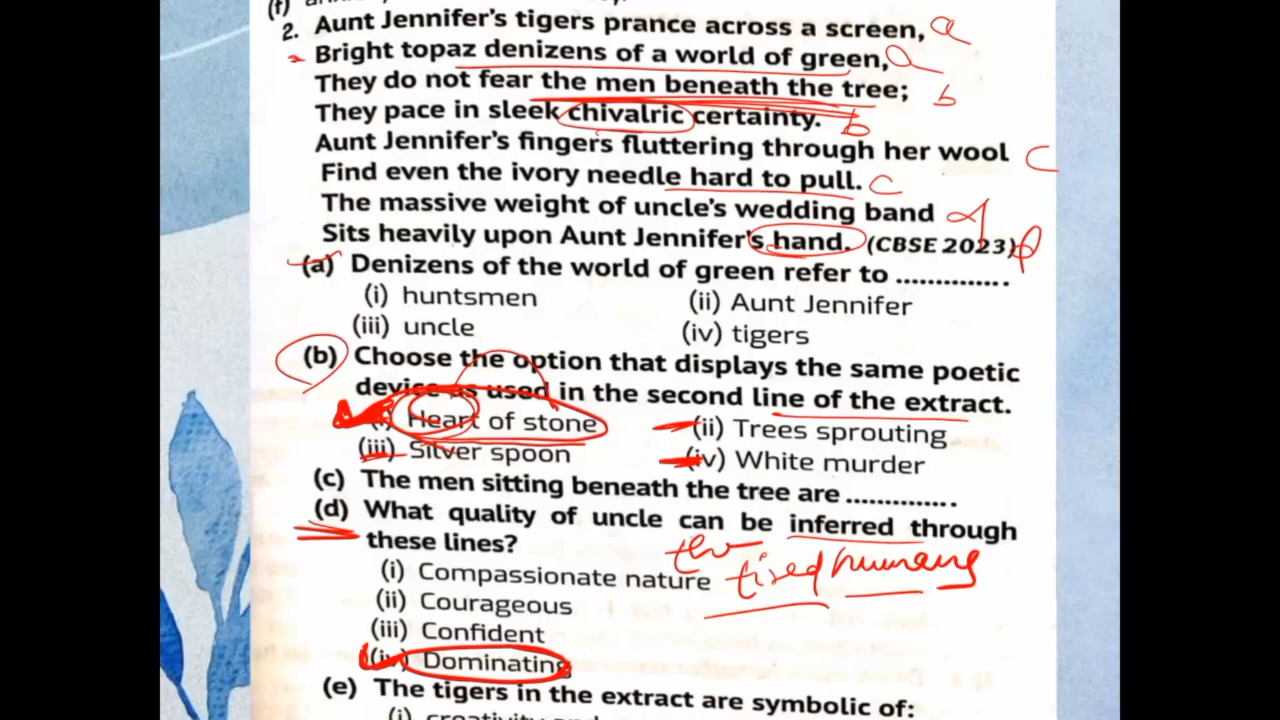 (f)
2. Aunt Jennifer's tigers prance across a screen, a
Bright topaz denizens of a world of green, a
They do not fear the men beneath the tree; b
They pace in sleek chivalric certainty. b
Aunt Jennifer's fingers fluttering through her wool C
Find even the ivory needle hard to pull. C
The massive weight of uncle's wedding band d
Sits heavily upon Aunt Jennifer's hand. (CBSE 2023)
(a) Denizens of the world of green refer to ..............
(i) huntsmen (ii) Aunt Jennifer
(iii) uncle (iv) tigers
(b) Choose the option that displays the same poetic
device as used in the second line of the extract.
(i) Heart of stone (ii) Trees sprouting
(iii) Silver spoon (iv) White murder
(c) The men sitting beneath the tree are ..............
(d) What quality of uncle can be inferred through
these lines?
(i) Compassionate nature tired humans
(ii) Courageous
(iii) Confident
(iv) Dominating
(e) The tigers in the extract are symbolic of:
(i) creativity and